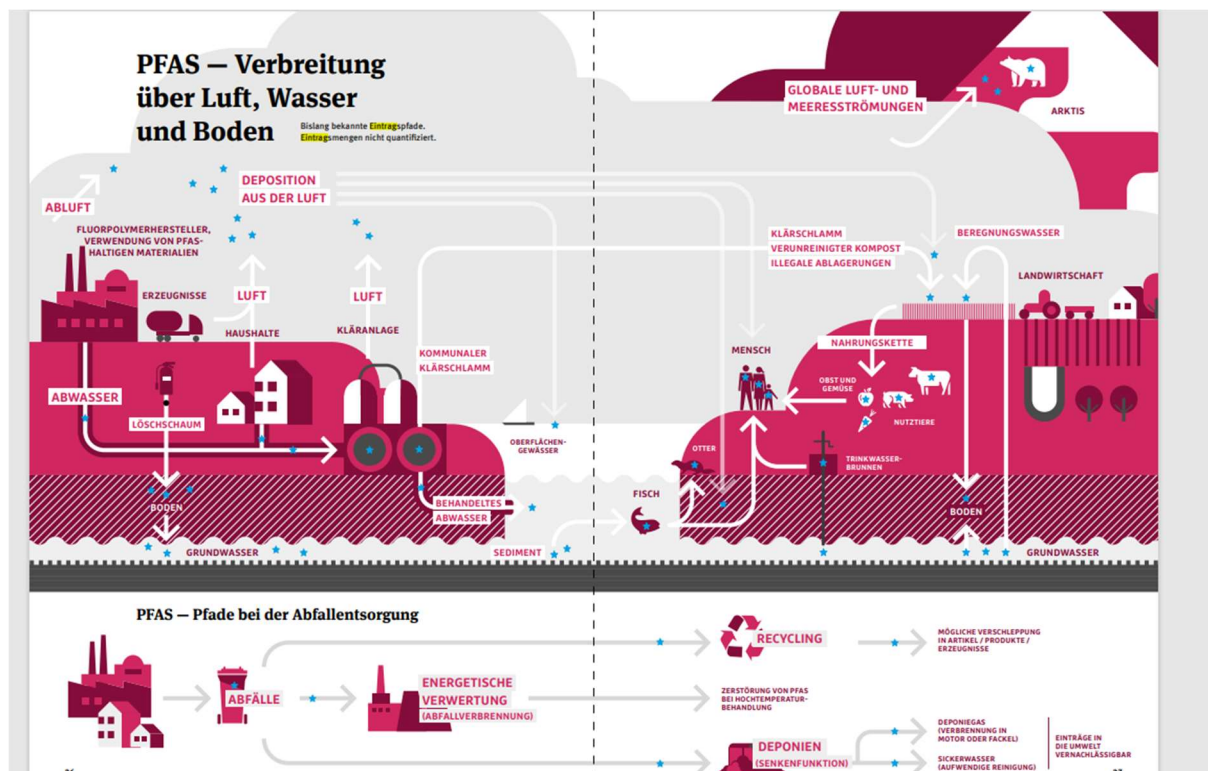 PFAS — Verbreitung
über Luft, Wasser
und Boden
Bislang bekannte Eintragspfade.
Eintragsmengen nicht quantifiziert.
GLOBALE LUFT- UND
MEERESSTRÖMUNGEN
ARKTIS
DEPOSITION
AUS DER LUFT
ABLUFT
FLUORPOLYMERHERSTELLER,
VERWENDUNG VON PFAS-
HALTIGEN MATERIALIEN
KLÄRSCHLAMM
VERUNREINIGTER KOMPOST
ILLEGALE ABLAGERUNGEN
BEREGNUNGSWASSER
LANDWIRTSCHAFT
ERZEUGNISSE
LUFT
LUFT
HAUSHALTE
KLÄRANLAGE
KOMMUNALER
KLÄRSCHLAMM
MENSCH
NAHRUNGSKETTE
OBST UND
GEMÜSE
NUTZTIERE
ABWASSER
LÖSCHSCHAUM
OBERFLÄCHEN-
GEWÄSSER
OTTER
TRINKWASSER-
BRUNNEN
FISCH
BODEN
BEHANDELTES
ABWASSER
BODEN
GRUNDWASSER
SEDIMENT
GRUNDWASSER
PFAS — Pfade bei der Abfallentsorgung
RECYCLING
MÖGLICHE VERSCHLEPPUNG
IN ARTIKEL / PRODUKTE /
ERZEUGNISSE
ABFÄLLE
ENERGETISCHE
VERWERTUNG
(ABFALLVERBRENNUNG)
ZERSTÖRUNG VON PFAS
BEI HOCHTEMPERATUR-
BEHANDLUNG
DEPONIEN
(SENKENFUNKTION)
DEPONIEGAS
(VERBRENNUNG IN
MOTOR ODER FACKEL)
SICKERWASSER
(AUFWENDIGE REINIGUNG)
EINTRÄGE IN
DIE UMWELT
VERNACHLÄSSIGBAR